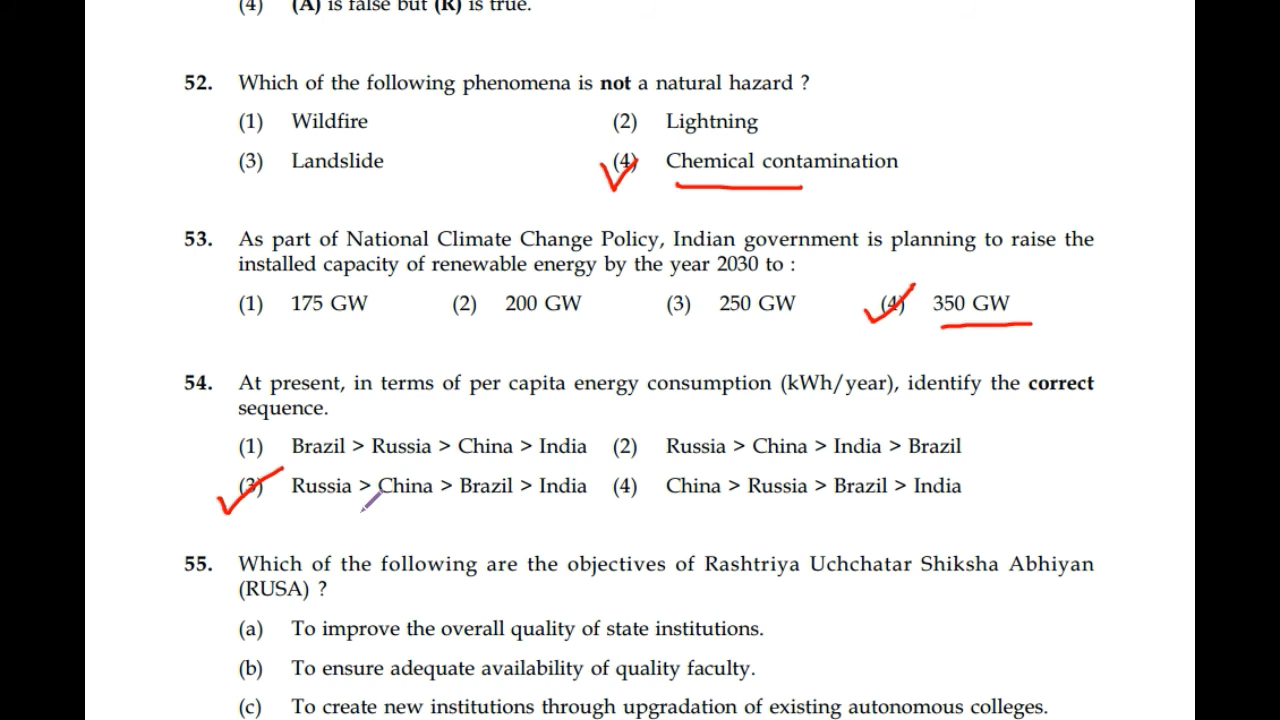 (4) (A) is false but (R) is true.
52. Which of the following phenomena is not a natural hazard ?
(1) Wildfire (2) Lightning
(3) Landslide (4) Chemical contamination
53. As part of National Climate Change Policy, Indian government is planning to raise the
installed capacity of renewable energy by the year 2030 to :
(1) 175 GW (2) 200 GW (3) 250 GW (4) 350 GW
54. At present, in terms of per capita energy consumption (kWh/year), identify the correct
sequence.
(1) Brazil > Russia > China > India (2) Russia > China > India > Brazil
(3) Russia > China > Brazil > India (4) China > Russia > Brazil > India
55. Which of the following are the objectives of Rashtriya Uchchatar Shiksha Abhiyan
(RUSA) ?
(a) To improve the overall quality of state institutions.
(b) To ensure adequate availability of quality faculty.
(c) To create new institutions through upgradation of existing autonomous colleges.